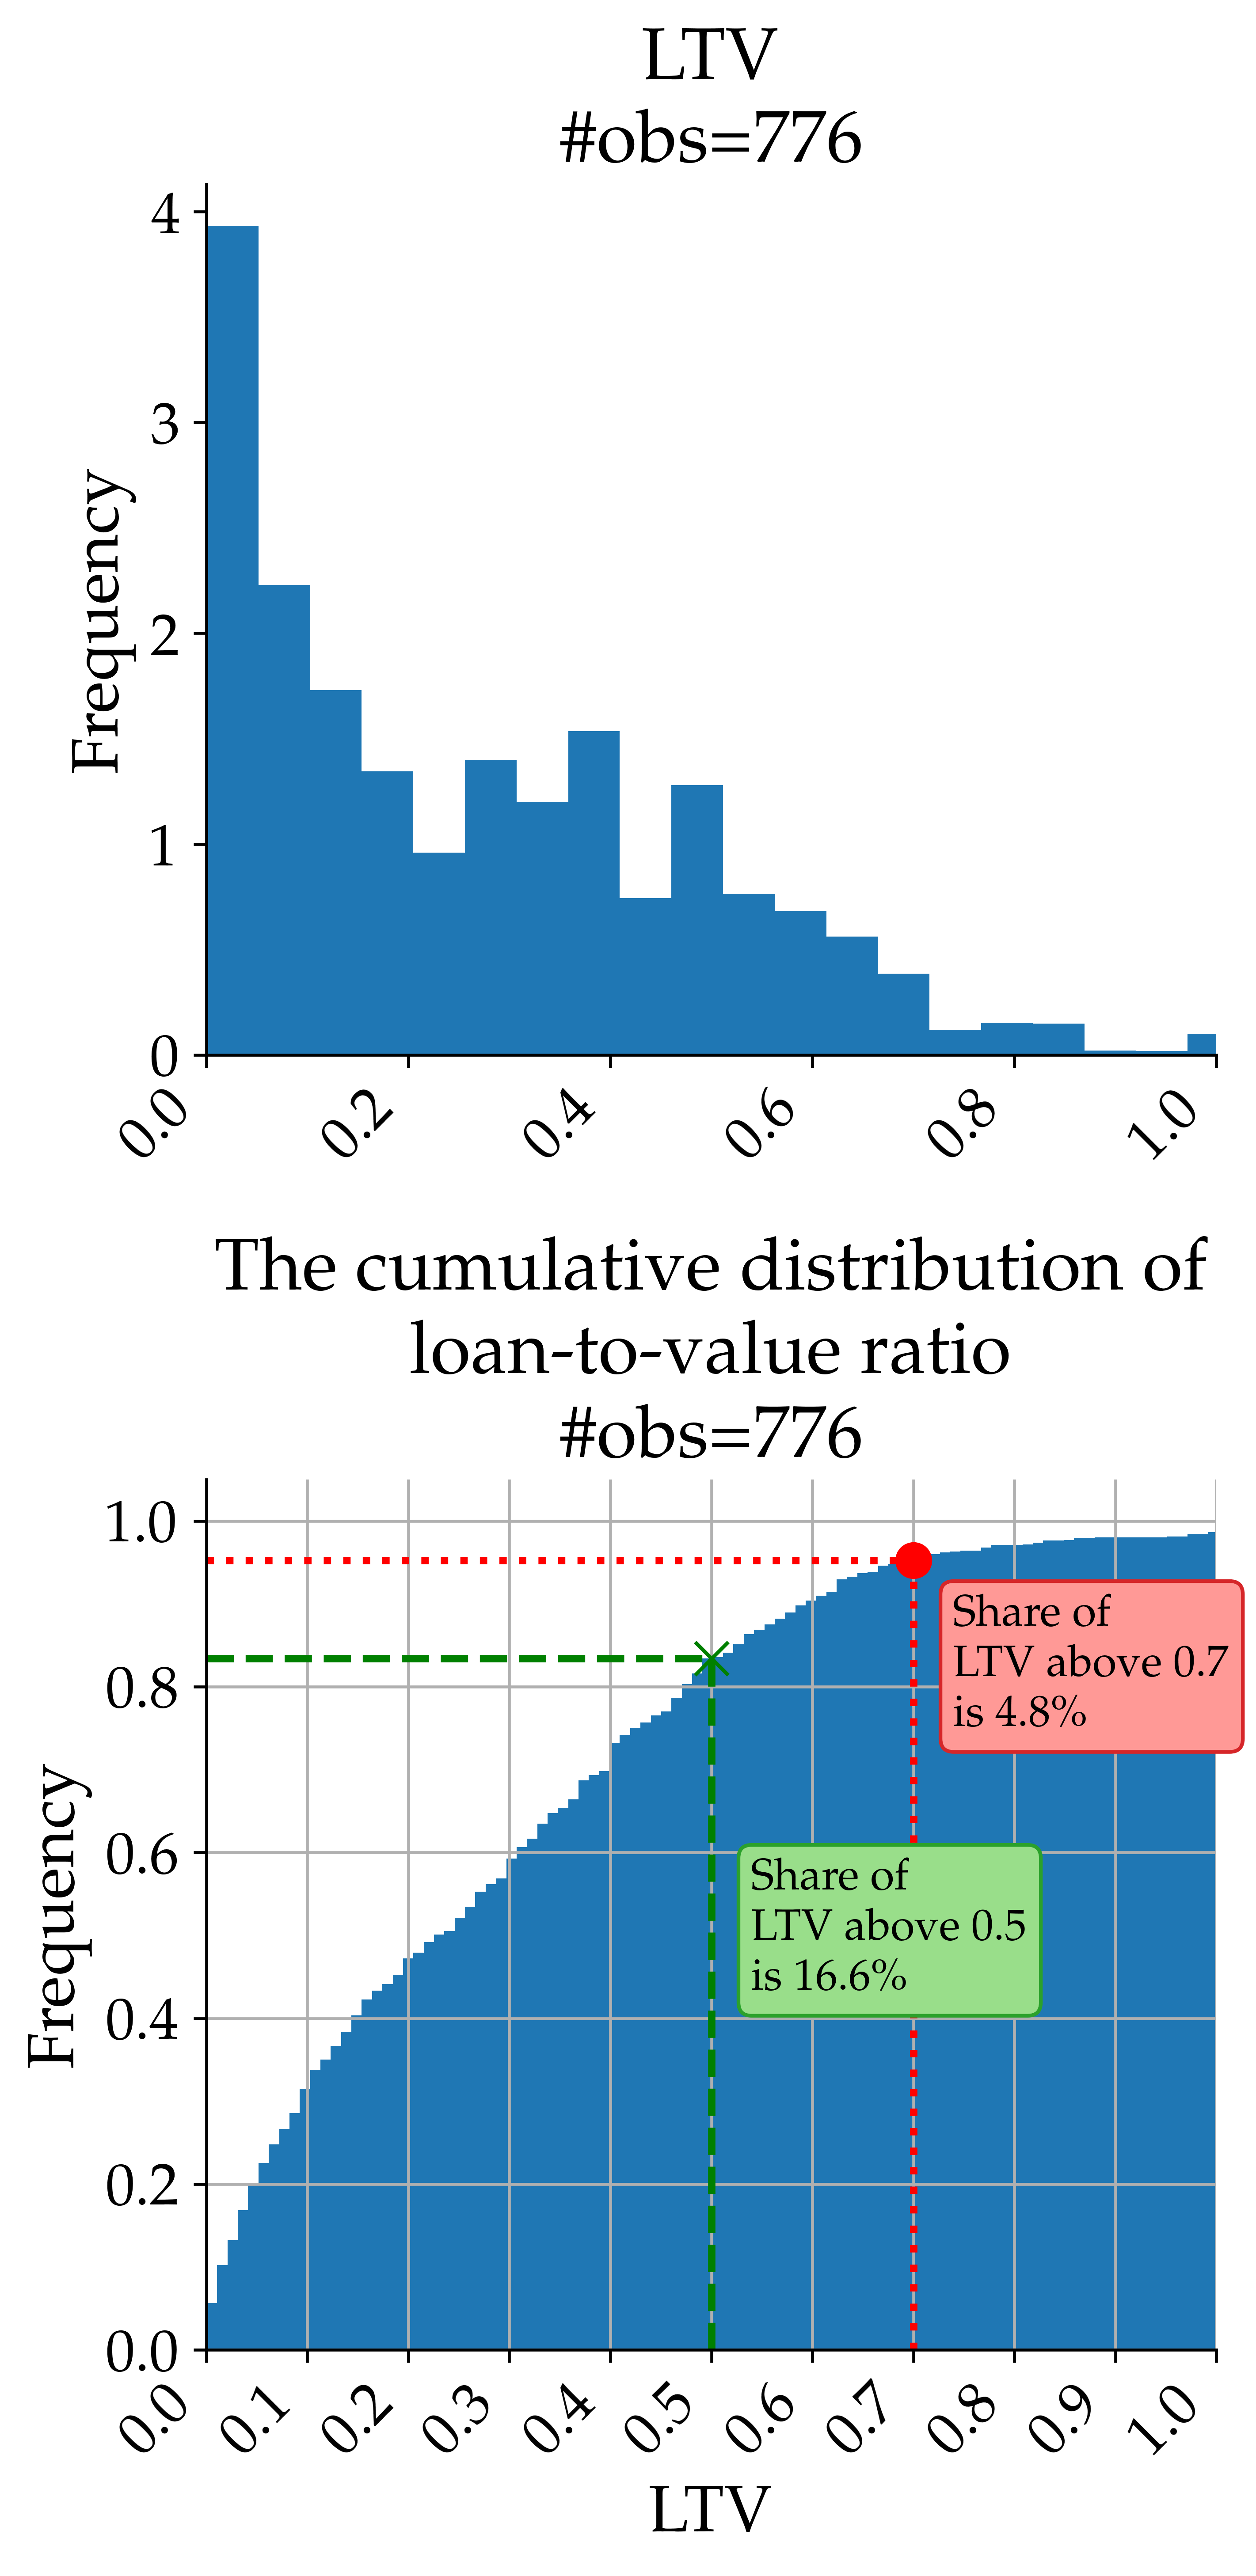 LTV
#obs=776
Frequency
4
3
2
1
0
0.0
0.2
0.4
0.6
0.8
1.0
The cumulative distribution of
loan-to-value ratio
#obs=776
Frequency
1.0
0.8
0.6
0.4
0.2
0.0
Share of
LTV above 0.7
is 4.8%
Share of
LTV above 0.5
is 16.6%
0.0
0.1
0.2
0.3
0.4
0.5
0.6
0.7
0.8
0.9
1.0
LTV